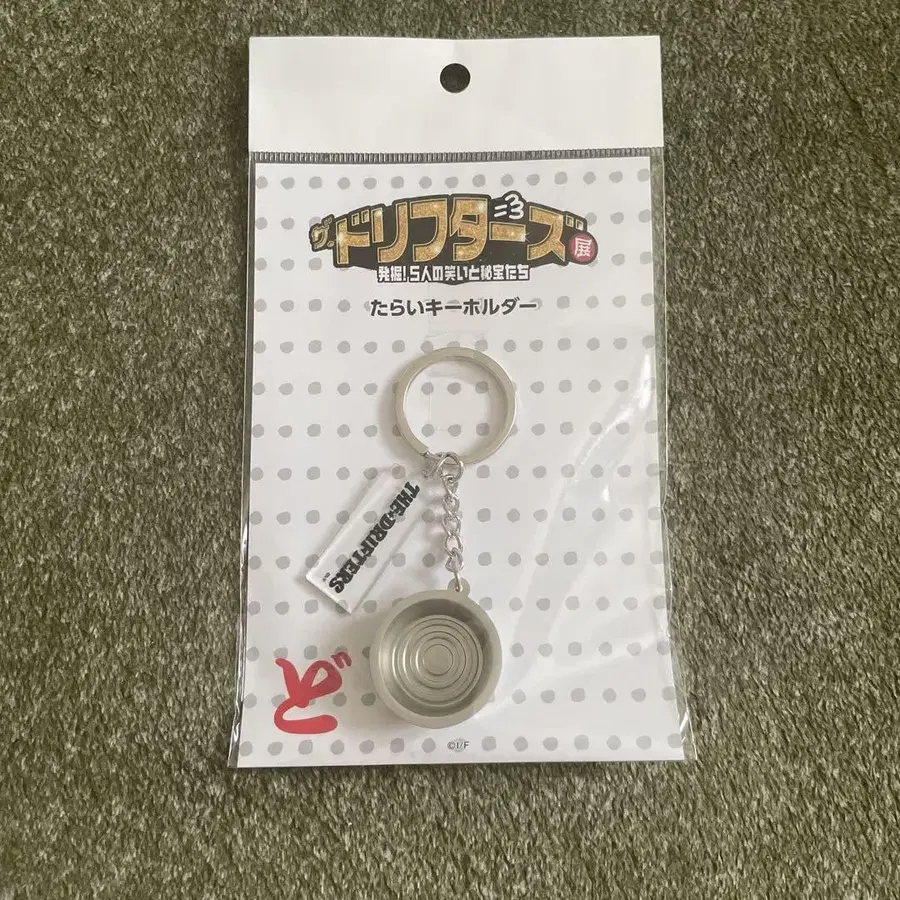 ザ・ドリフターズ展
発掘!5人の笑いと秘宝たち
たらいキーホルダー
THE DRIFTERS
ど
©I/F